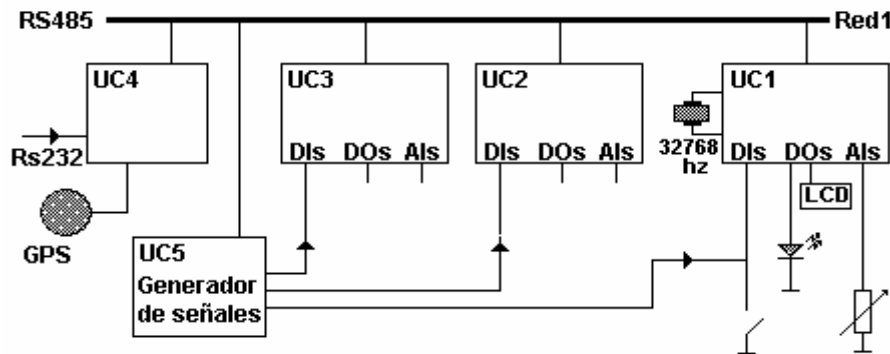 RS485
Red1
UC4
UC3
UC2
UC1
Rs232
DIs DOs AIs
DIs DOs AIs
32768
hz
DIs DOs AIs
LCD
GPS
UC5
Generador
de señales